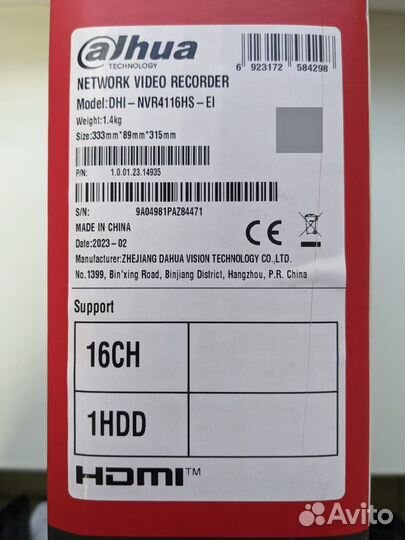 alhua
TECHNOLOGY
6 923172 584298
NETWORK VIDEO RECORDER
Model:DHI-NVR4116HS-EI
Weight:1.4kg
Size:333mm*89mm*315mm
P/N: 1.0.01.23.14935
S/N: 9A04981PAZ84471
MADE IN CHINA
Date:2023-02
CE
Manufacturer:ZHEJIANG DAHUA VISION TECHNOLOGY CO.,LTD.
No.1399, Bin'xing Road, Binjiang District, Hangzhou, P.R. China
Support
16CH
1HDD
HDMI™
Avito